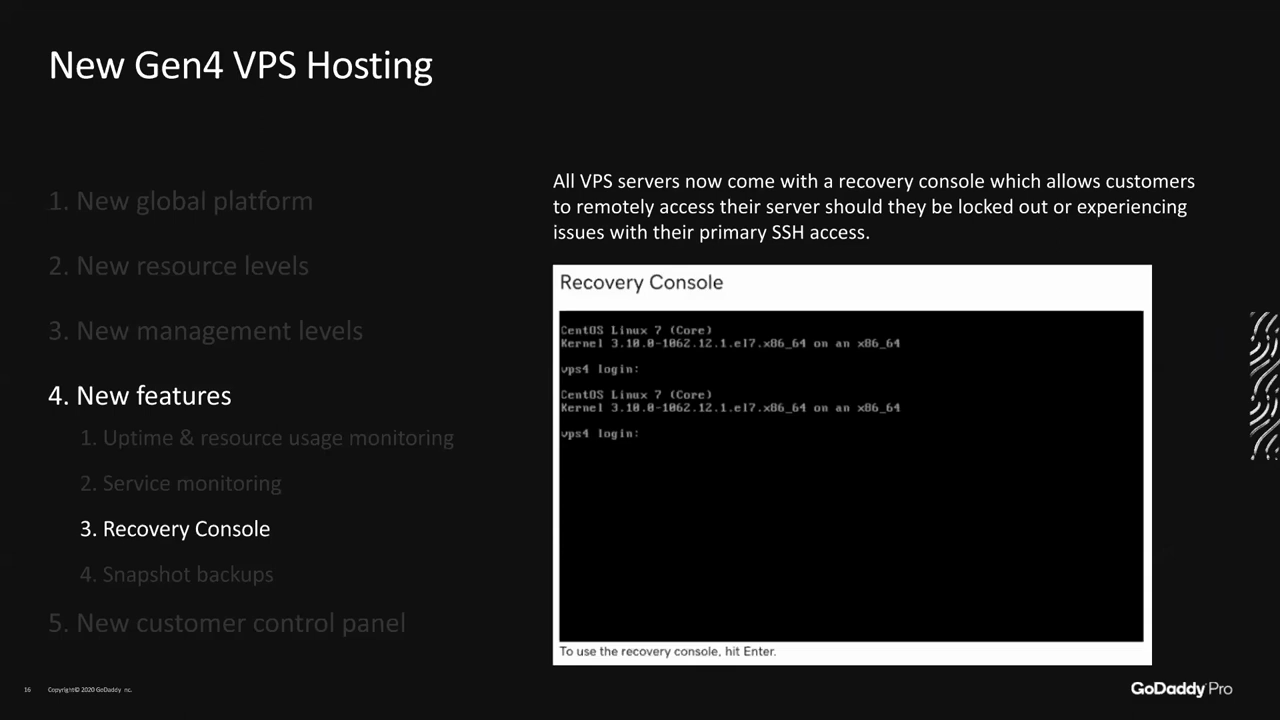 New Gen4 VPS Hosting
1. New global platform
2. New resource levels
3. New management levels
4. New features
1. Uptime & resource usage monitoring
2. Service monitoring
3. Recovery Console
4. Snapshot backups
5. New customer control panel
All VPS servers now come with a recovery console which allows customers
to remotely access their server should they be locked out or experiencing
issues with their primary SSH access.
Recovery Console
CentOS Linux 7 (Core)
Kernel 3.10.0-1062.12.1.el7.x86_64 on an x86_64
vps4 login:
CentOS Linux 7 (Core)
Kernel 3.10.0-1062.12.1.el7.x86_64 on an x86_64
vps4 login:
To use the recovery console, hit Enter.
16 Copyright© 2020 GoDaddy nc.
GoDaddy Pro